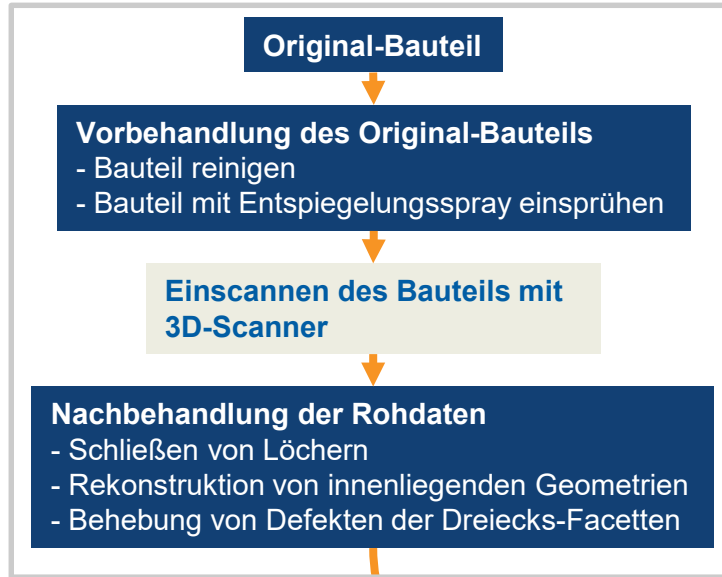 Original-Bauteil
Vorbehandlung des Original-Bauteils
- Bauteil reinigen
- Bauteil mit Entspiegelungsspray einsprühen
Einscannen des Bauteils mit
3D-Scanner
Nachbehandlung der Rohdaten
- Schließen von Löchern
- Rekonstruktion von innenliegenden Geometrien
- Behebung von Defekten der Dreiecks-Facetten